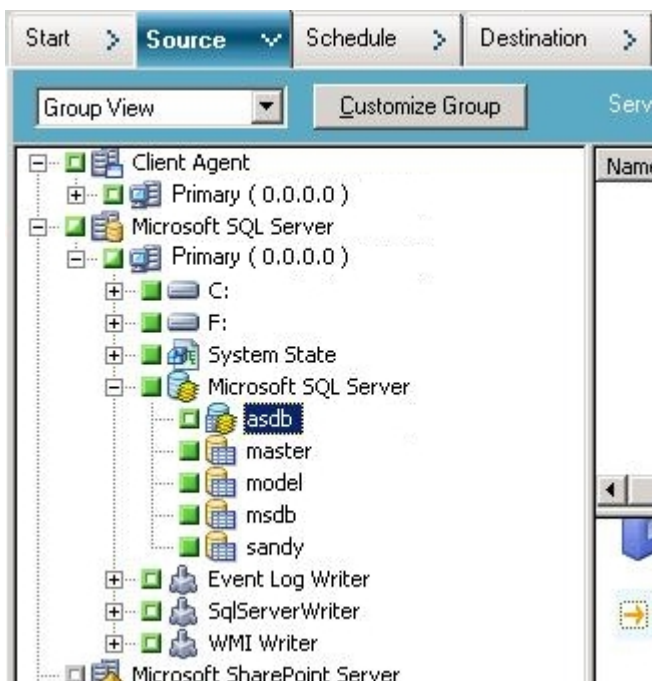 Start Source Schedule Destination
Group View Customize Group Serv
Client Agent Name
Primary ( 0.0.0.0 )
Microsoft SQL Server
Primary ( 0.0.0.0 )
C:
F:
System State
Microsoft SQL Server
asdb
master
model
msdb
sandy
Event Log Writer
SqlServerWriter
WMI Writer
Microsoft SharePoint Server